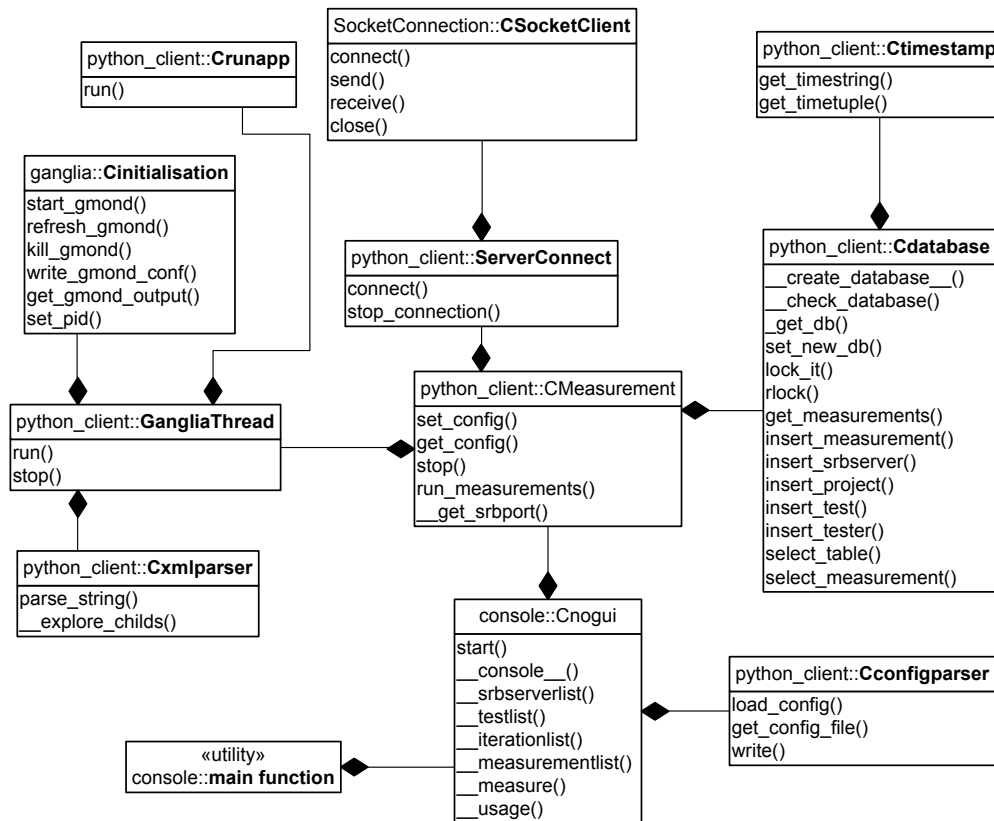 SocketConnection::CSocketClient
connect()
send()
receive()
close()
python_client::Crunapp
run()
python_client::Ctimestamp
get_timestring()
get_timetuple()
ganglia::Cinitialisation
start_gmond()
refresh_gmond()
kill_gmond()
write_gmond_conf()
get_gmond_output()
set_pid()
python_client::ServerConnect
connect()
stop_connection()
python_client::Cdatabase
__create_database__()
__check_database()
_get_db()
set_new_db()
lock_it()
rlock()
get_measurements()
insert_measurement()
insert_srbserver()
insert_project()
insert_test()
insert_tester()
select_table()
select_measurement()
python_client::GangliaThread
run()
stop()
python_client::CMeasurement
set_config()
get_config()
stop()
run_measurements()
__get_srbport()
python_client::Cxmlparser
parse_string()
__explore_childs()
console::Cnogui
start()
__console__()
__srbserverlist()
__testlist()
__iterationlist()
__measurementlist()
__measure()
__usage()
python_client::Cconfigparser
load_config()
get_config_file()
write()
«utility»
console::main function